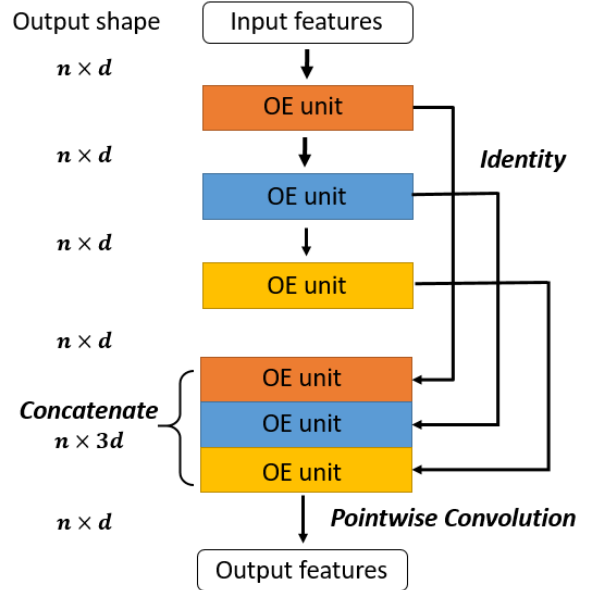 Output shape
Input features
n × d
OE unit
n × d
Identity
OE unit
n × d
OE unit
n × d
OE unit
Concatenate
OE unit
n × 3d
OE unit
n × d
Pointwise Convolution
Output features